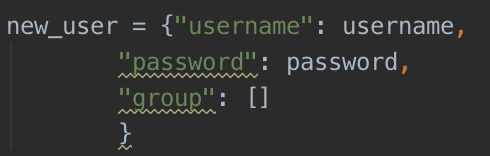 new_user = {"username": username,
"password": password,
"group": []
}